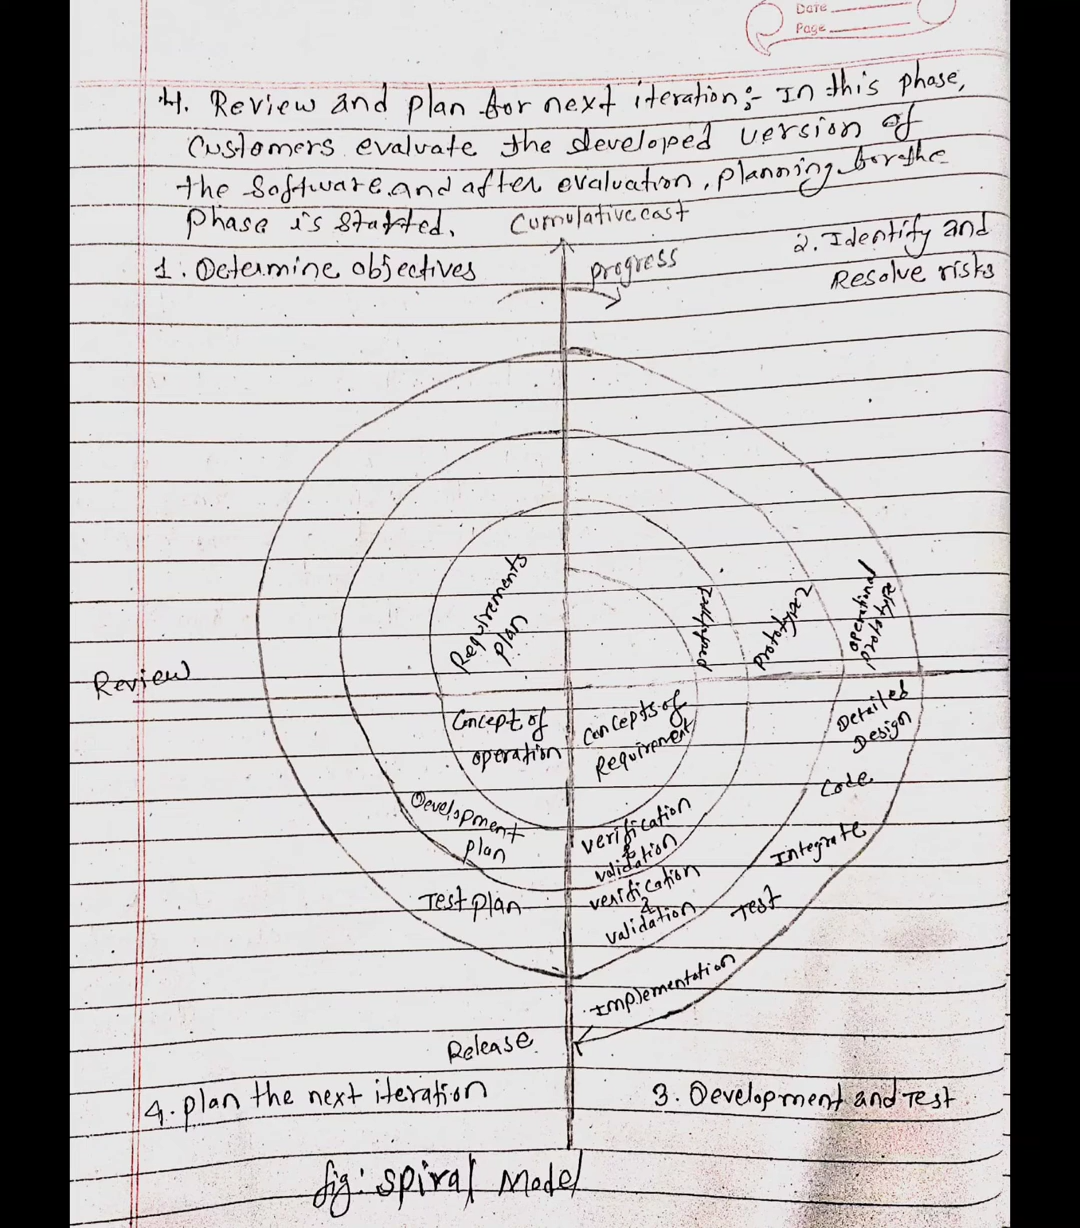 Date
Page
4. Review and plan for next iteration:- In this phase,
Customers evaluate the developed version of
the software and after evaluation, planning for the
phase is started.
Cumulative cost
1. Determine objectives
progress
2. Identify and
Resolve risks
Requirements
plan
Prototype 2
operational
prototype
Review
Concept of
operation
Concepts of
Requirement
Detailed
Design
Code
Development
plan
verification
&
validation
Integrate
Test plan
verification
&
validation
Test
Implementation
Release
4. plan the next iteration
3. Development and Test
fig: spiral Model